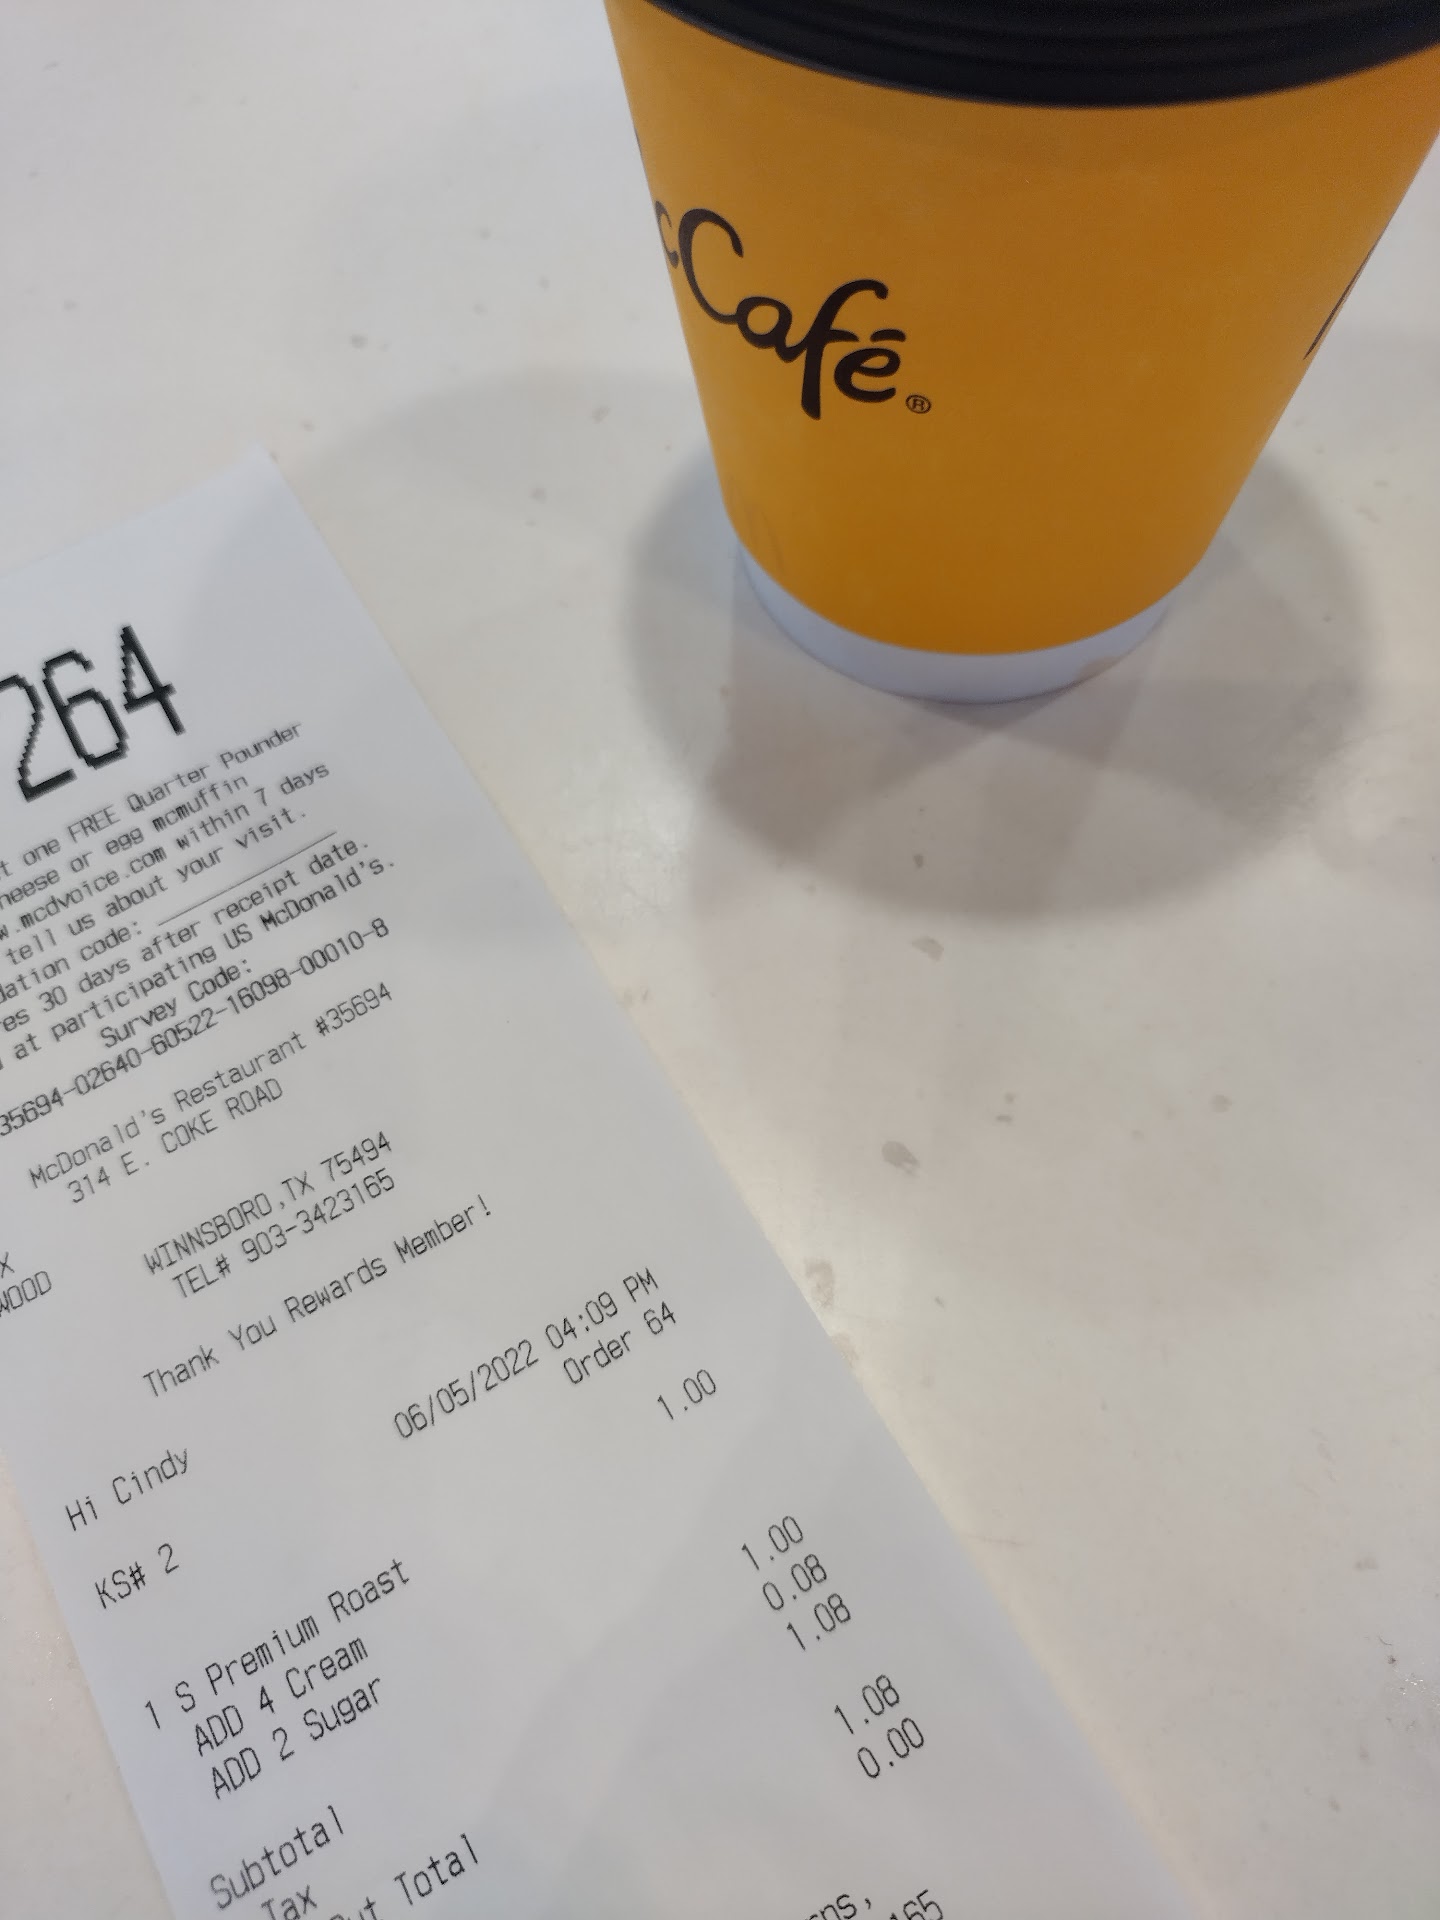 cCafé®
264
one FREE Quarter Pounder
or egg mcmuffin
.mcdvoice.com within 7 days
tell us about your visit.
code: ____________
30 days after receipt date.
at participating US McDonald's.
Survey Code:
35694-02640-60522-16098-00010-8
McDonald's Restaurant #35694
314 E. COKE ROAD
X
WOOD
WINNSBORO,TX 75494
TEL# 903-3423165
Thank You Rewards Member!
Hi Cindy
06/05/2022 04:09 PM
KS# 2
Order 64
1 S Premium Roast 1.00
ADD 4 Cream
ADD 2 Sugar
Subtotal 1.00
Tax 0.08
Total 1.08
1.08
0.00
165